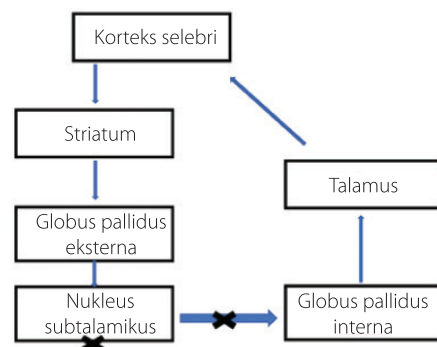 Korteks selebri
Striatum
Globus pallidus
eksterna
Nukleus
subtalamikus
Talamus
Globus pallidus
interna